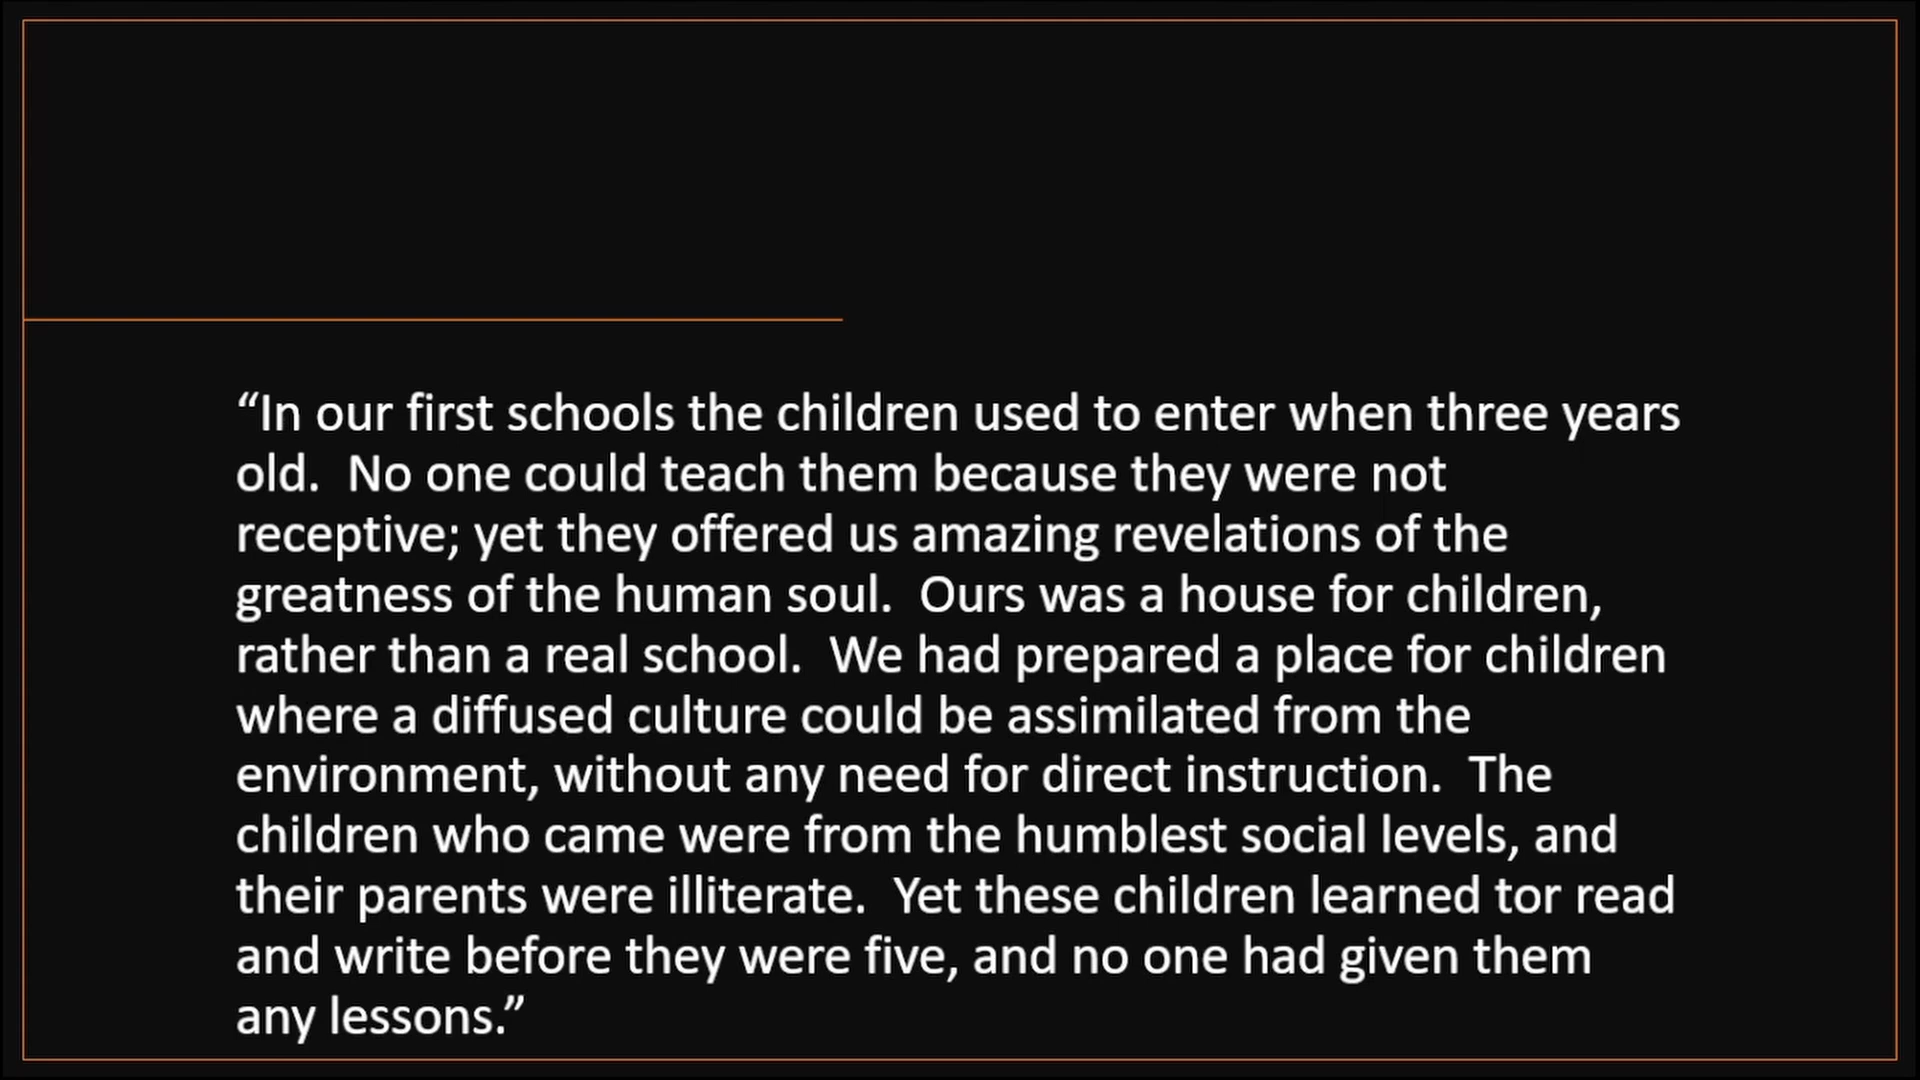 “In our first schools the children used to enter when three years
old.  No one could teach them because they were not
receptive; yet they offered us amazing revelations of the
greatness of the human soul.  Ours was a house for children,
rather than a real school.  We had prepared a place for children
where a diffused culture could be assimilated from the
environment, without any need for direct instruction.  The
children who came were from the humblest social levels, and
their parents were illiterate.  Yet these children learned tor read
and write before they were five, and no one had given them
any lessons.”